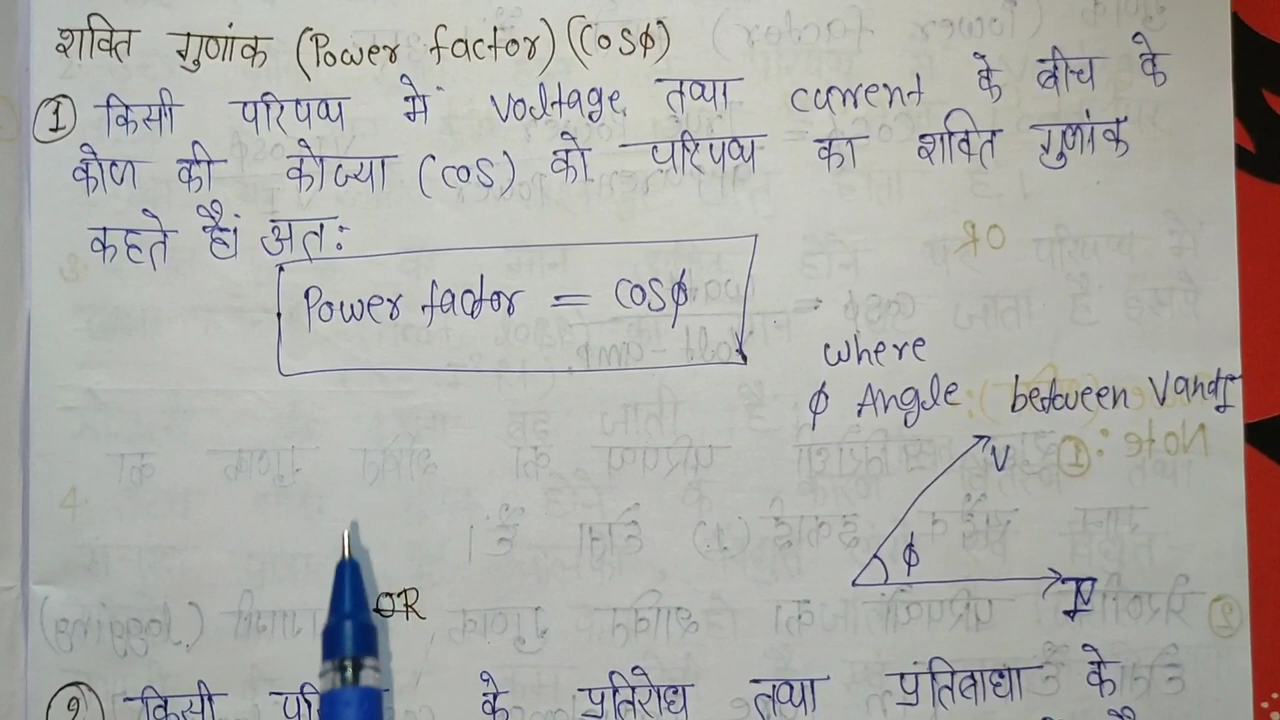 शक्ति गुणांक (Power factor) (cosϕ)
① किसी परिपथ में voltage तथा current के बीच के
कोण की कोज्या (cos) को परिपथ का शक्ति गुणांक
कहते हैं। अतः
Power factor = cosϕ
where
ϕ Angle between V and I
V
ϕ
I
OR
② किसी के प्रतिरोध तथा प्रतिबाधा के